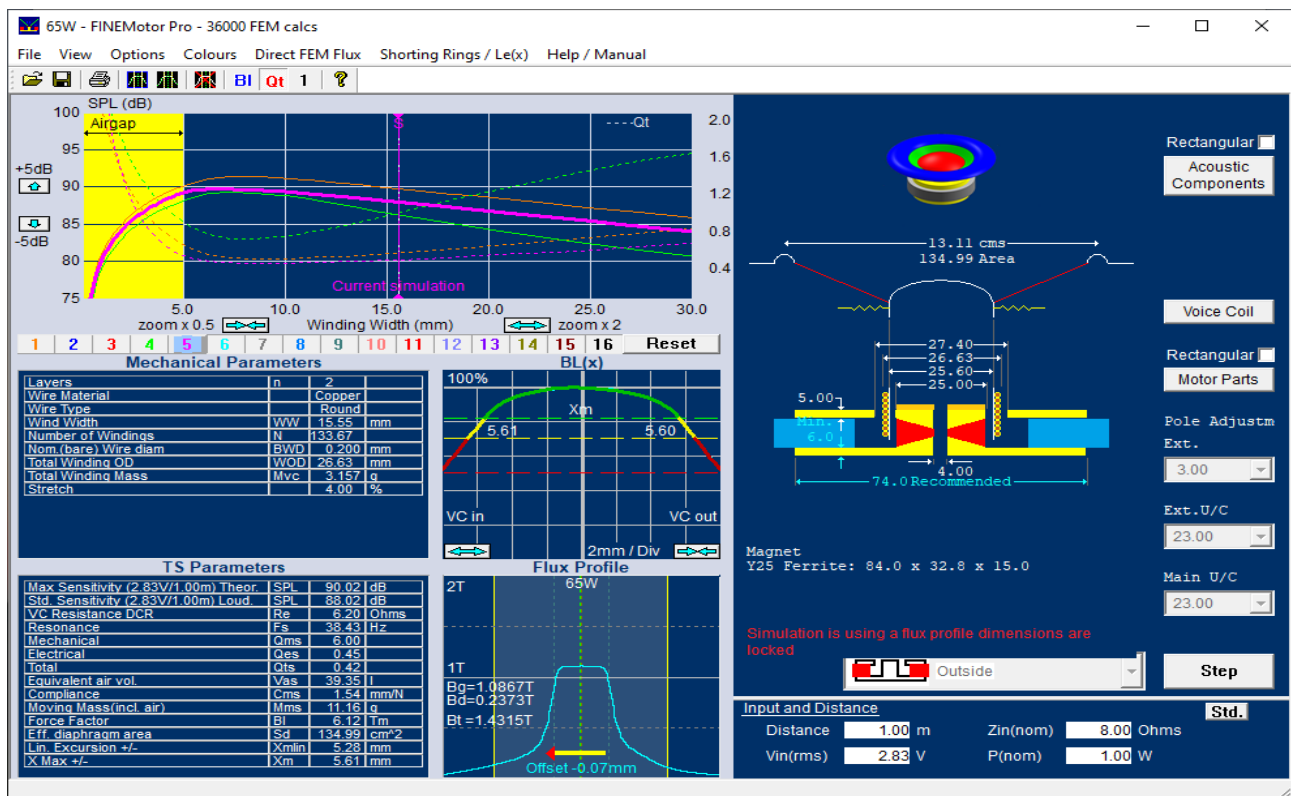 65W - FINEMotor Pro - 36000 FEM calcs
File View Options Colours Direct FEM Flux Shorting Rings / Le(x) Help / Manual
Bl Qt 1 ?
SPL (dB)
100
95
90
85
80
75
+5dB
-5dB
Airgap
S
----Qt
2.0
1.6
1.2
0.8
0.4
Current simulation
5.0 10.0 15.0 20.0 25.0 30.0
zoom x 0.5 Winding Width (mm) zoom x 2
1 2 3 4 5 6 7 8 9 10 11 12 13 14 15 16 Reset
Mechanical Parameters
Layers n 2
Wire Material Copper
Wire Type Round
Wind Width WW 15.55 mm
Number of Windings N 133.67
Nom.(bare) Wire diam BWD 0.200 mm
Total Winding OD WOD 26.63 mm
Total Winding Mass Mvc 3.157 g
Stretch 4.00 %
BL(x)
100%
Xm
5.61 5.60
VC in VC out
2mm / Div
TS Parameters
Max Sensitivity (2.83V/1.00m) Theor. SPL 90.02 dB
Std. Sensitivity (2.83V/1.00m) Loud. SPL 88.02 dB
VC Resistance DCR Re 6.20 Ohms
Resonance Fs 38.43 Hz
Mechanical Qms 6.00
Electrical Qes 0.45
Total Qts 0.42
Equivalent air vol. Vas 39.35 l
Compliance Cms 1.54 mm/N
Moving Mass(incl. air) Mms 11.16 g
Force Factor Bl 6.12 Tm
Eff. diaphragm area Sd 134.99 cm^2
Lin. Excursion +/- Xmlin 5.28 mm
X Max +/- Xm 5.61 mm
Flux Profile
65W
2T
1T
Bg=1.0867T
Bd=0.2373T
Bt=1.4315T
Offset -0.07mm
Rectangular
Acoustic
Components
13.11 cms
134.99 Area
Voice Coil
Rectangular
Motor Parts
27.40
26.63
25.60
25.00
5.00
Min.
6.0
4.00
74.0 Recommended
Pole Adjustm
Ext.
3.00
Ext.U/C
23.00
Main U/C
23.00
Magnet
Y25 Ferrite: 84.0 x 32.8 x 15.0
Simulation is using a flux profile dimensions are
locked
Outside
Step
Input and Distance
Std.
Distance 1.00 m Zin(nom) 8.00 Ohms
Vin(rms) 2.83 V P(nom) 1.00 W